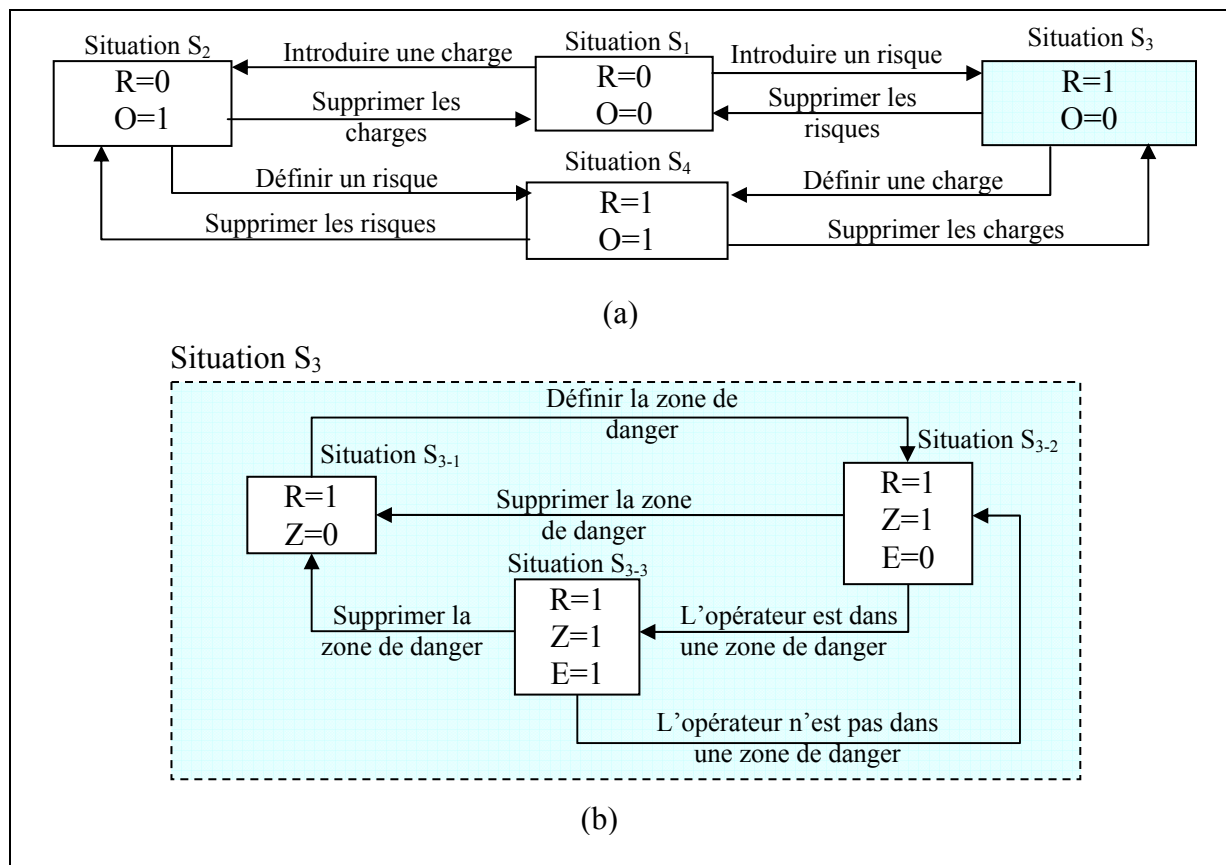 Situation S2
Introduire une charge
Situation S1
Introduire un risque
Situation S3
R=0
O=1
Supprimer les
charges
R=0
O=0
Supprimer les
risques
R=1
O=0
Situation S4
Définir un risque
Définir une charge
R=1
O=1
Supprimer les risques
Supprimer les charges
(a)
Situation S3
Définir la zone de
danger
Situation S3-1
Situation S3-2
R=1
Z=0
Supprimer la zone
de danger
R=1
Z=1
E=0
Situation S3-3
Supprimer la
zone de danger
R=1
Z=1
E=1
L'opérateur est dans
une zone de danger
L'opérateur n'est pas dans
une zone de danger
(b)